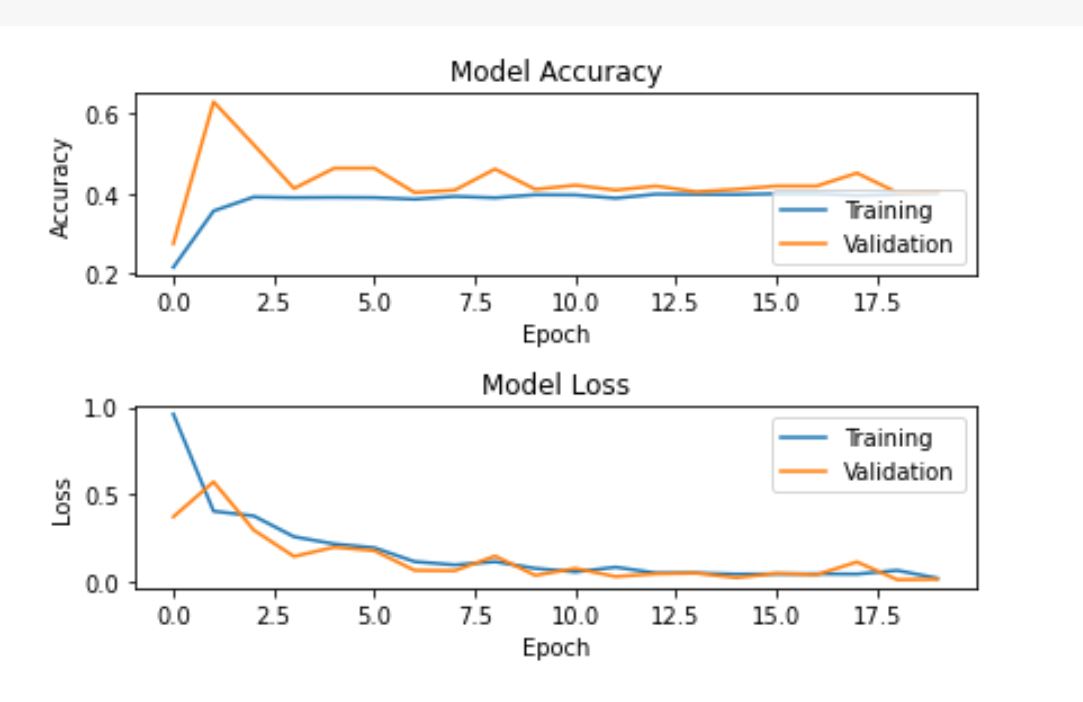 Model Accuracy
0.6
0.4
0.2
Accuracy
Training
Validation
0.0 2.5 5.0 7.5 10.0 12.5 15.0 17.5
Epoch
Model Loss
1.0
0.5
0.0
Loss
Training
Validation
0.0 2.5 5.0 7.5 10.0 12.5 15.0 17.5
Epoch